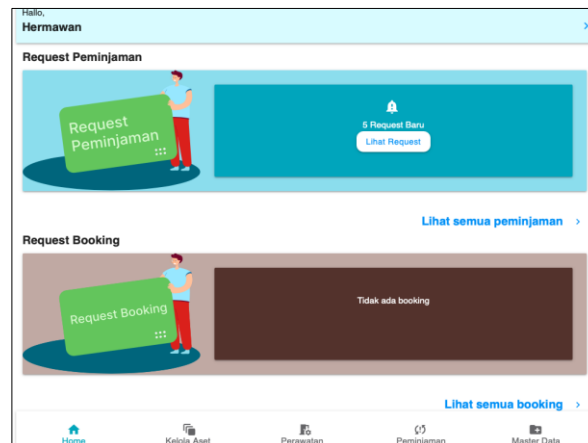 Hallo,
Hermawan
Request Peminjaman
Request
Peminjaman
5 Request Baru
Lihat Request
Lihat semua peminjaman
Request Booking
Request Booking
Tidak ada booking
Lihat semua booking
Home
Kelola Aset
Perawatan
Peminjaman
Master Data